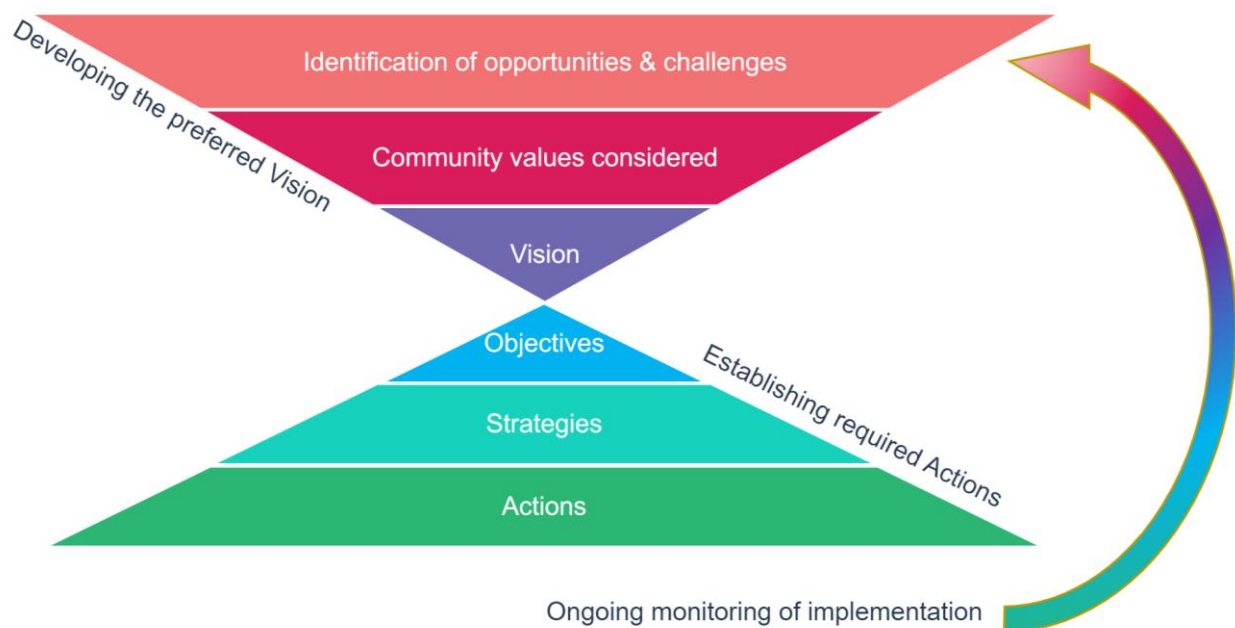 Identification of opportunities & challenges
Developing the preferred Vision
Community values considered
Vision
Objectives
Establishing required Actions
Strategies
Actions
Ongoing monitoring of implementation